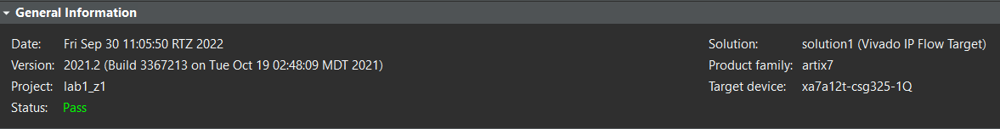 General Information
Date: Fri Sep 30 11:05:50 RTZ 2022
Version: 2021.2 (Build 3367213 on Tue Oct 19 02:48:09 MDT 2021)
Project: lab1_z1
Status: Pass
Solution: solution1 (Vivado IP Flow Target)
Product family: artix7
Target device: xa7a12t-csg325-1Q